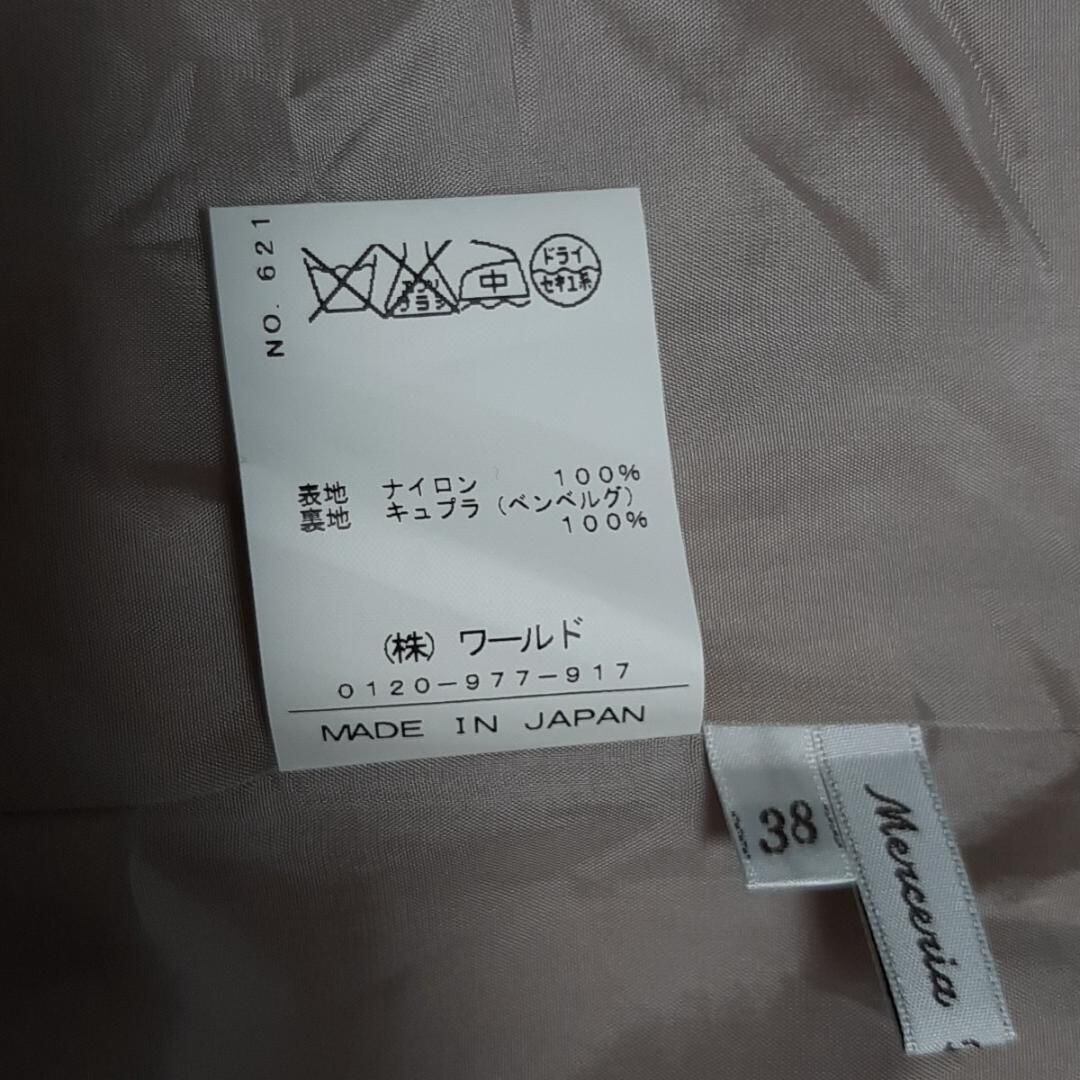 NO. 621
中
ドライ
セキユ系
表地 ナイロン 100%
裏地 キュプラ(ベンベルグ)
100%
(株) ワールド
0120-977-917
MADE IN JAPAN
38
Merceria